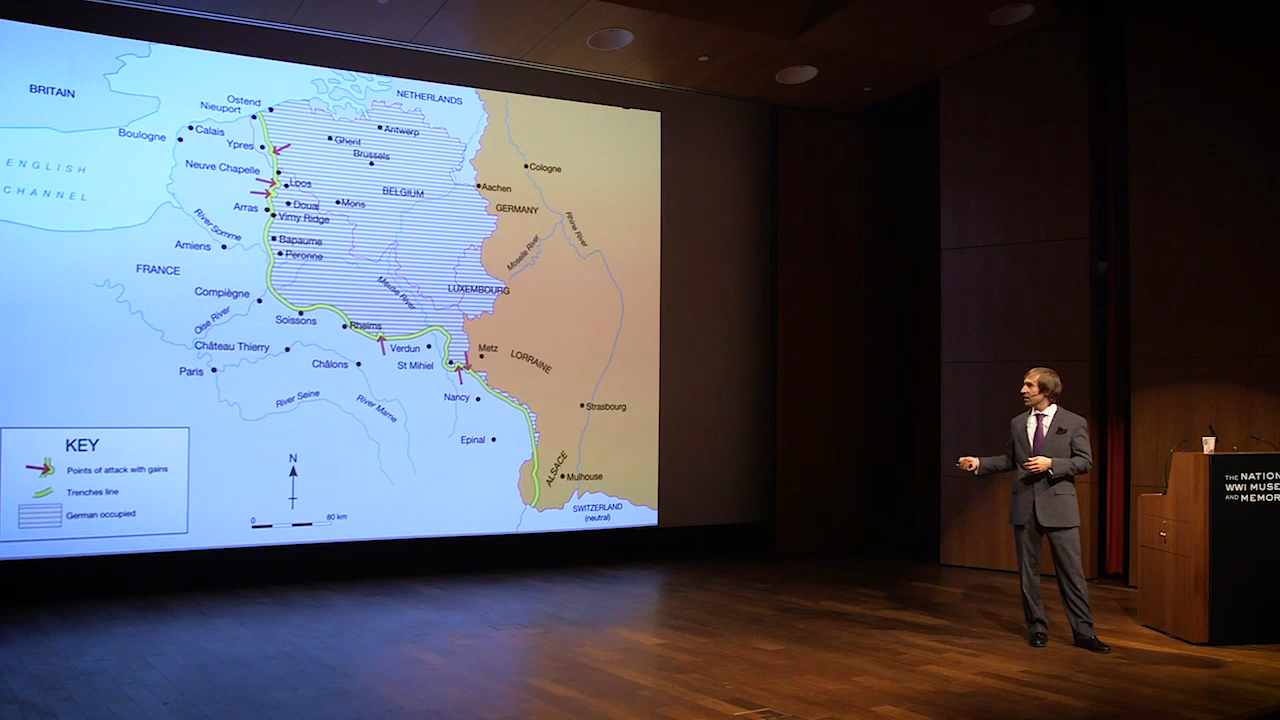 BRITAIN
NETHERLANDS
Ostend
Nieuport
Calais
Boulogne
Antwerp
Ghent
Ypres
Brussels
ENGLISH
CHANNEL
Neuve Chapelle
Loos
Cologne
Aachen
BELGIUM
Arras
Douai
Mons
Vimy Ridge
GERMANY
River Somme
Rhine River
Amiens
Bapaume
Peronne
Moselle River
FRANCE
Meuse River
LUXEMBOURG
Compiègne
Oise River
Soissons
Rheims
Château Thierry
Verdun
Metz
LORRAINE
Paris
Châlons
St Mihiel
River Seine
River Marne
Nancy
Strasbourg
Epinal
ALSACE
Mulhouse
SWITZERLAND
(neutral)
KEY
Points of attack with gains
Trenches line
German occupied
N
0 80 km
THE NATION
WWI MUSE
AND MEMOR